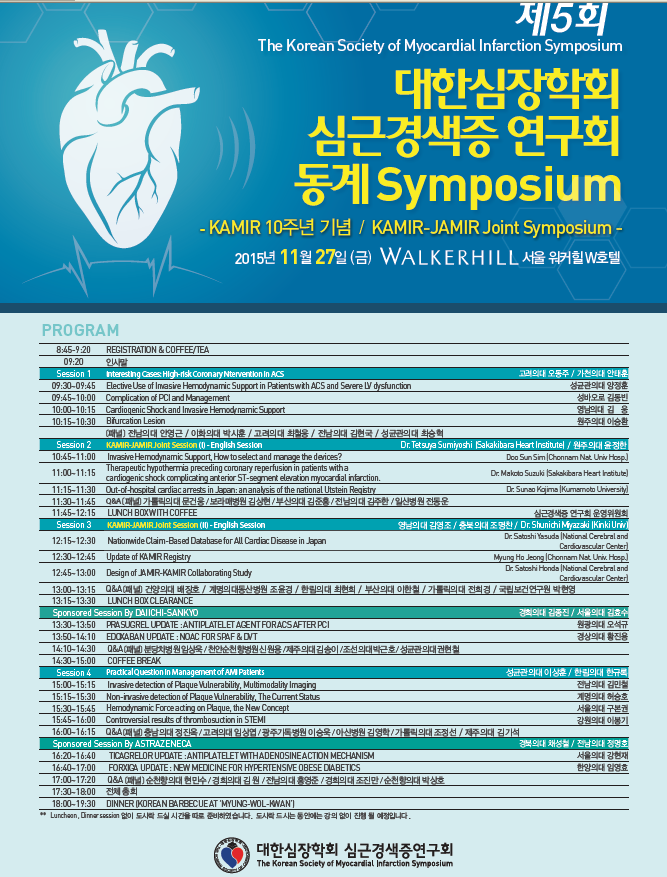 제5회
The Korean Society of Myocardial Infarction Symposium
대한심장학회
심근경색증 연구회
동계 Symposium
- KAMIR 10주년 기념 / KAMIR-JAMIR Joint Symposium -
2015년 11월 27일 (금) WALKERHILL 서울 워커힐 W호텔
PROGRAM
8:45-9:20 REGISTRATION & COFFEE/TEA
09:20 인사말
Session 1 Interesting Cases: High-risk Coronary Ntervention in ACS 고려의대 오동주 / 가천의대 안태훈
09:30~09:45 Elective Use of Invasive Hemodynamic Support in Patients with ACS and Serere LV dysfunction 성균관의대 양정훈
09:45~10:00 Complication of PCI and Management 성바오로 김동빈
10:00~10:15 Cardiogenic Shock and Invasive Hemodynamic Support 영남의대 김 웅
10:15~10:30 Bifurcation Lesion 원주의대 이승환
(패널) 전남의대 안영근 / 이화의대 박시훈 / 고려의대 최철웅 / 전남의대 김현국 / 성균관의대 최승혁
Session 2 KAMIR-JAMIR Joint Session (I) - English Session Dr. Tetsuya Sumiyoshi (Sakakibara Heart Institute) / 원주의대 윤정한
10:45~11:00 Invasive Hemodynamic Support, How to select and manage the devices? Doo Sun Sim (Chonnam Nat. Univ Hosp.)
11:00~11:15 Therapeutic hypothermia preceding coronary reperfusion in patients with a
cardiogenic shock complicating anterior ST-segment elevation myocardial infarction. Dr. Makoto Suzuki (Sakakibara Heart Institute)
11:15~11:30 Out-of-hospital cardiac arrests in Japan: an analysis of the national Utstein Registry Dr. Sunao Kojima (Kumamoto University)
11:30~11:45 Q&A (패널) 가톨릭의대 문건웅 / 보라매병원 김상현 / 부산의대 김준홍 / 전남의대 김주한 / 일산병원 전동운
11:45~12:15 LUNCH BOX WITH COFFEE 심근경색증 연구회 운영위원회
Session 3 KAMIR-JAMIR Joint Session (II) - English Session 영남의대 김영조 / 충북의대 조명찬 / Dr. Shunichi Miyazaki (Kinki Univ)
12:15~12:30 Nationwide Claim-Based Database for All Cardiac Disease in Japan Dr. Satoshi Yasuda (National Cerebral and
Cardiovascular Center)
12:30~12:45 Update of KAMIR Registry Myung Ho Jeong (Chonnam Nat. Univ. Hosp.)
12:45~13:00 Design of JAMIR-KAMIR Collaborating Study Dr. Satoshi Honda (National Cerebral and
Cardiovascular Center)
13:00~13:15 Q&A(패널) 건양의대 배장호 / 계명의대동산병원 조윤경 / 한림의대 최현희 / 부산의대 이한철 / 가톨릭의대 전희경 / 국립보건연구원 박현영
13:15~13:30 LUNCH BOX CLEARANCE
Sponsored Session By DAIICHI-SANKYO 경희의대 김종진 / 서울의대 김효수
13:30~13:50 PRASUGREL UPDATE : ANTIPLATELET AGENT FOR ACS AFTER PCI 원광의대 오석규
13:50~14:10 EDOXABAN UPDATE : NOAC FOR SPAF & DVT 경상의대 황진용
14:10~14:30 Q&A(패널) 분당차병원 임상욱 / 천안순천향병원 신원용 / 제주의대 김송이 / 조선의대 박근호 / 성균관의대 권현철
14:30~15:00 COFFEE BREAK
Session 4 Practical Question in Management of AMI Patients 성균관의대 이상훈 / 한림의대 한규록
15:00~15:15 Invasive detection of Plaque Vulnerability, Multimodality Imaging 전남의대 김민철
15:15~15:30 Non-invasive detection of Plaque Vulnerability, The Current Status 계명의대 허승호
15:30~15:45 Hemodynamic Force acting on Plaque, the New Concept 서울의대 구본권
15:45~16:00 Controversial results of thrombosuction in STEMI 강원의대 이봉기
16:00~16:15 Q&A(패널) 충남의대 정진옥 / 고려의대 임상엽 / 광주기독병원 이승욱 / 아산병원 김영학 / 가톨릭의대 조정선 / 제주의대 김기석
Sponsored Session By ASTRAZENECA 경북의대 채성철 / 전남의대 정명호
16:20~16:40 TICAGRELOR UPDATE : ANTIPLATELET WITH ADENOSINE ACTION MECHANISM 서울의대 강현재
16:40~17:00 FORXIGA UPDATE : NEW MEDICINE FOR HYPERTENSIVE OBESE DIABETICS 한양의대 임영효
17:00~17:20 Q&A (패널) 순천향의대 현민수 / 경희의대 김 원 / 전남의대 홍영준 / 경희의대 조진만 / 순천향의대 박상호
17:30~18:00 전체 총회
18:00~19:30 DINNER (KOREAN BARBECUE AT 'MYUNG-WOL-KWAN')
** Luncheon, Dinner session 없이 도시락 드실 시간을 따로 준비하였습니다. 도시락 드시는 동안에는 강의 없이 진행 될 예정입니다.
대한심장학회 심근경색증연구회
The Korean Society of Myocardial Infarction Symposium